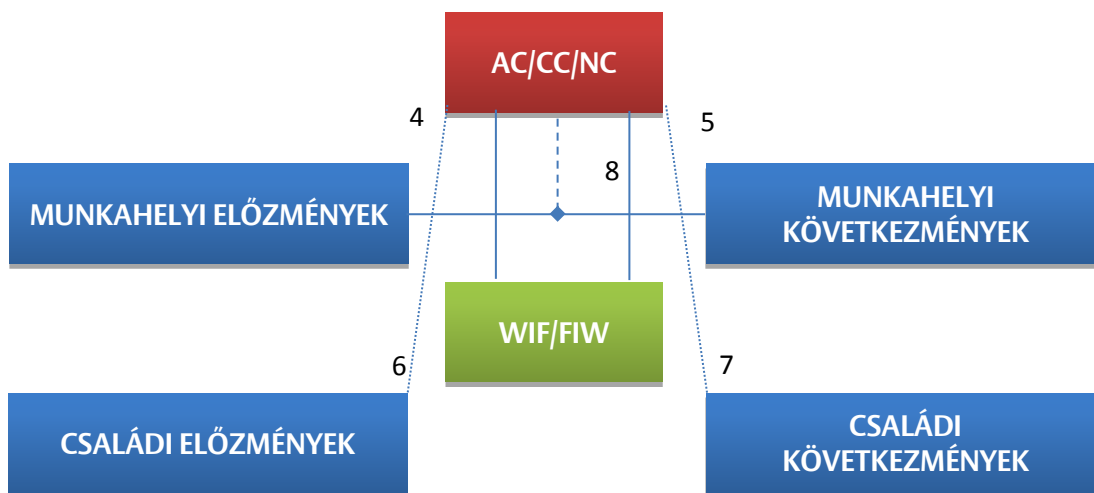 AC/CC/NC
4
5
MUNKAHELYI ELŐZMÉNYEK
8
MUNKAHELYI
KÖVETKEZMÉNYEK
WIF/FIW
6
7
CSALÁDI ELŐZMÉNYEK
CSALÁDI
KÖVETKEZMÉNYEK